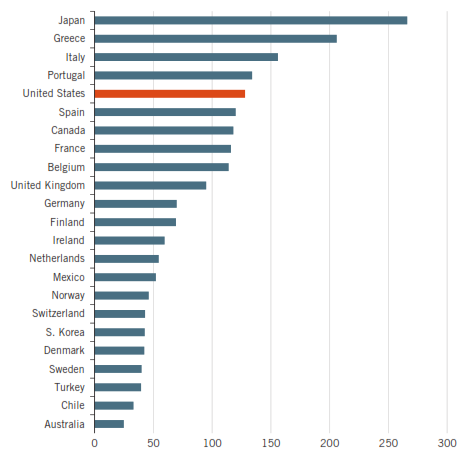 Japan
Greece
Italy
Portugal
United States
Spain
Canada
France
Belgium
United Kingdom
Germany
Finland
Ireland
Netherlands
Mexico
Norway
Switzerland
S. Korea
Denmark
Sweden
Turkey
Chile
Australia
0 50 100 150 200 250 300